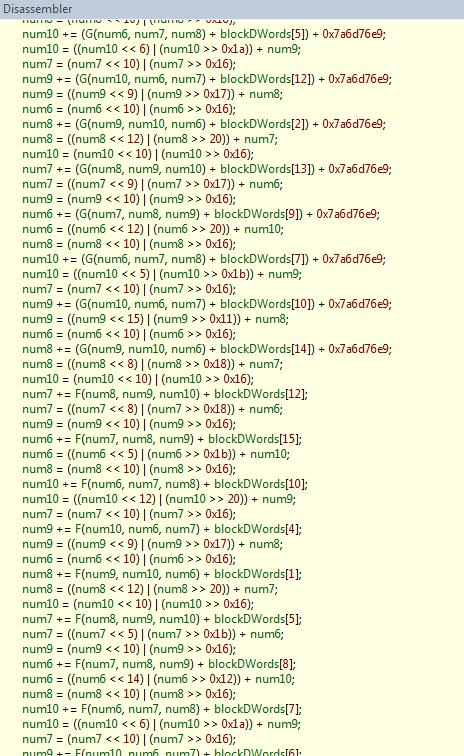 Disassembler
num8 = (num8 << 10) | (num8 >> 0x16);
num10 += (G(num6, num7, num8) + blockDWords[5]) + 0x7a6d76e9;
num10 = ((num10 << 6) | (num10 >> 0x1a)) + num9;
num7 = (num7 << 10) | (num7 >> 0x16);
num9 += (G(num10, num6, num7) + blockDWords[12]) + 0x7a6d76e9;
num9 = ((num9 << 9) | (num9 >> 0x17)) + num8;
num6 = (num6 << 10) | (num6 >> 0x16);
num8 += (G(num9, num10, num6) + blockDWords[2]) + 0x7a6d76e9;
num8 = ((num8 << 12) | (num8 >> 20)) + num7;
num10 = (num10 << 10) | (num10 >> 0x16);
num7 += (G(num8, num9, num10) + blockDWords[13]) + 0x7a6d76e9;
num7 = ((num7 << 9) | (num7 >> 0x17)) + num6;
num9 = (num9 << 10) | (num9 >> 0x16);
num6 += (G(num7, num8, num9) + blockDWords[9]) + 0x7a6d76e9;
num6 = ((num6 << 12) | (num6 >> 20)) + num10;
num8 = (num8 << 10) | (num8 >> 0x16);
num10 += (G(num6, num7, num8) + blockDWords[7]) + 0x7a6d76e9;
num10 = ((num10 << 5) | (num10 >> 0x1b)) + num9;
num7 = (num7 << 10) | (num7 >> 0x16);
num9 += (G(num10, num6, num7) + blockDWords[10]) + 0x7a6d76e9;
num9 = ((num9 << 15) | (num9 >> 0x11)) + num8;
num6 = (num6 << 10) | (num6 >> 0x16);
num8 += (G(num9, num10, num6) + blockDWords[14]) + 0x7a6d76e9;
num8 = ((num8 << 8) | (num8 >> 0x18)) + num7;
num10 = (num10 << 10) | (num10 >> 0x16);
num7 += F(num8, num9, num10) + blockDWords[12];
num7 = ((num7 << 8) | (num7 >> 0x18)) + num6;
num9 = (num9 << 10) | (num9 >> 0x16);
num6 += F(num7, num8, num9) + blockDWords[15];
num6 = ((num6 << 5) | (num6 >> 0x1b)) + num10;
num8 = (num8 << 10) | (num8 >> 0x16);
num10 += F(num6, num7, num8) + blockDWords[10];
num10 = ((num10 << 12) | (num10 >> 20)) + num9;
num7 = (num7 << 10) | (num7 >> 0x16);
num9 += F(num10, num6, num7) + blockDWords[4];
num9 = ((num9 << 9) | (num9 >> 0x17)) + num8;
num6 = (num6 << 10) | (num6 >> 0x16);
num8 += F(num9, num10, num6) + blockDWords[1];
num8 = ((num8 << 12) | (num8 >> 20)) + num7;
num10 = (num10 << 10) | (num10 >> 0x16);
num7 += F(num8, num9, num10) + blockDWords[5];
num7 = ((num7 << 5) | (num7 >> 0x1b)) + num6;
num9 = (num9 << 10) | (num9 >> 0x16);
num6 += F(num7, num8, num9) + blockDWords[8];
num6 = ((num6 << 14) | (num6 >> 0x12)) + num10;
num8 = (num8 << 10) | (num8 >> 0x16);
num10 += F(num6, num7, num8) + blockDWords[7];
num10 = ((num10 << 6) | (num10 >> 0x1a)) + num9;
num7 = (num7 << 10) | (num7 >> 0x16);
num9 += F(num10, num6, num7) + blockDWords[6];